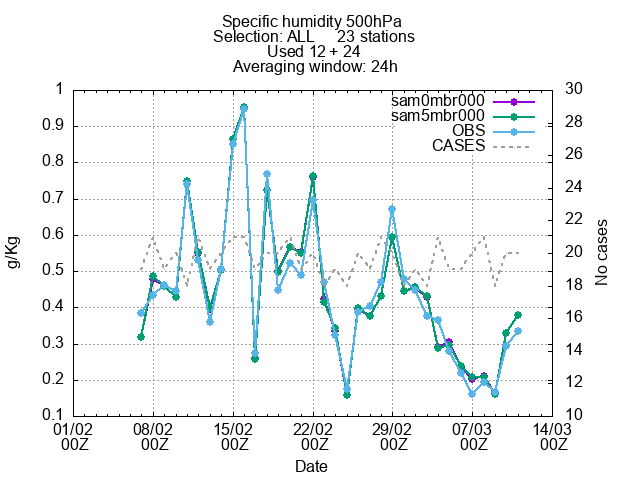 Specific humidity 500hPa
Selection: ALL 23 stations
Used 12 + 24
Averaging window: 24h
sam0mbr000
sam5mbr000
OBS
CASES
1
0.9
0.8
0.7
0.6
0.5
0.4
0.3
0.2
0.1
g/Kg
30
28
26
24
22
20
18
16
14
12
10
No cases
01/02 08/02 15/02 22/02 29/02 07/03 14/03
00Z 00Z 00Z 00Z 00Z 00Z 00Z
Date